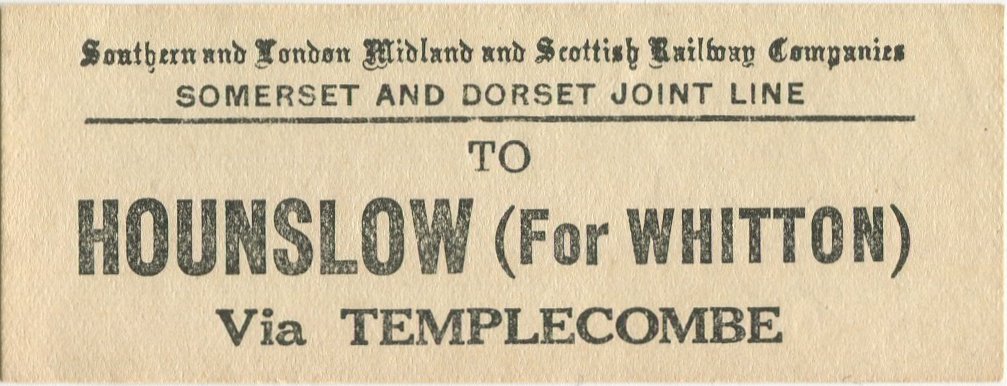 Southern and London Midland and Scottish Railway Companies
SOMERSET AND DORSET JOINT LINE
TO
HOUNSLOW (For WHITTON)
Via TEMPLECOMBE